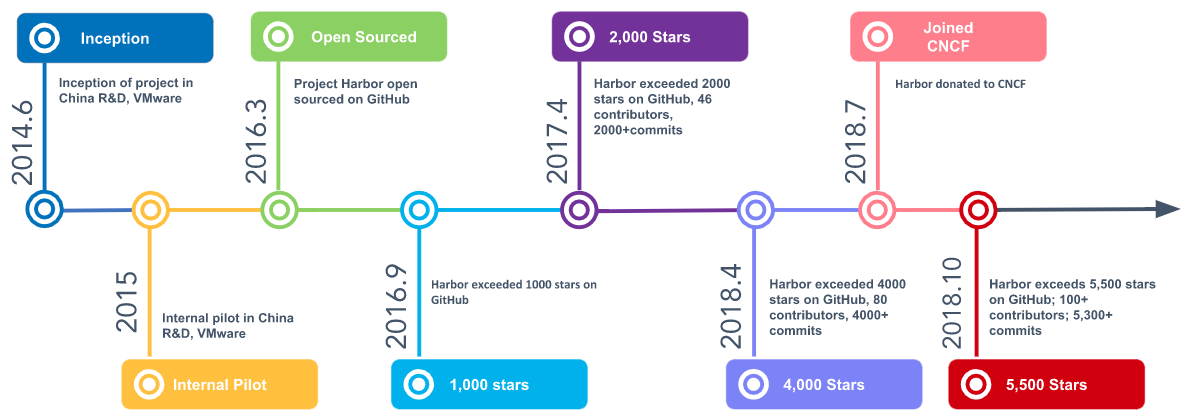 Inception
Inception of project in
China R&D, VMware
2014.6
Internal Pilot
Internal pilot in China
R&D, VMware
2015
Open Sourced
Project Harbor open
sourced on GitHub
2016.3
1,000 stars
Harbor exceeded 1000 stars on
GitHub
2016.9
2,000 Stars
Harbor exceeded 2000
stars on GitHub, 46
contributors,
2000+commits
2017.4
4,000 Stars
Harbor exceeded 4000
stars on GitHub, 80
contributors, 4000+
commits
2018.4
Joined
CNCF
Harbor donated to CNCF
2018.7
5,500 Stars
Harbor exceeds 5,500 stars
on GitHub; 100+
contributors; 5,300+
commits
2018.10